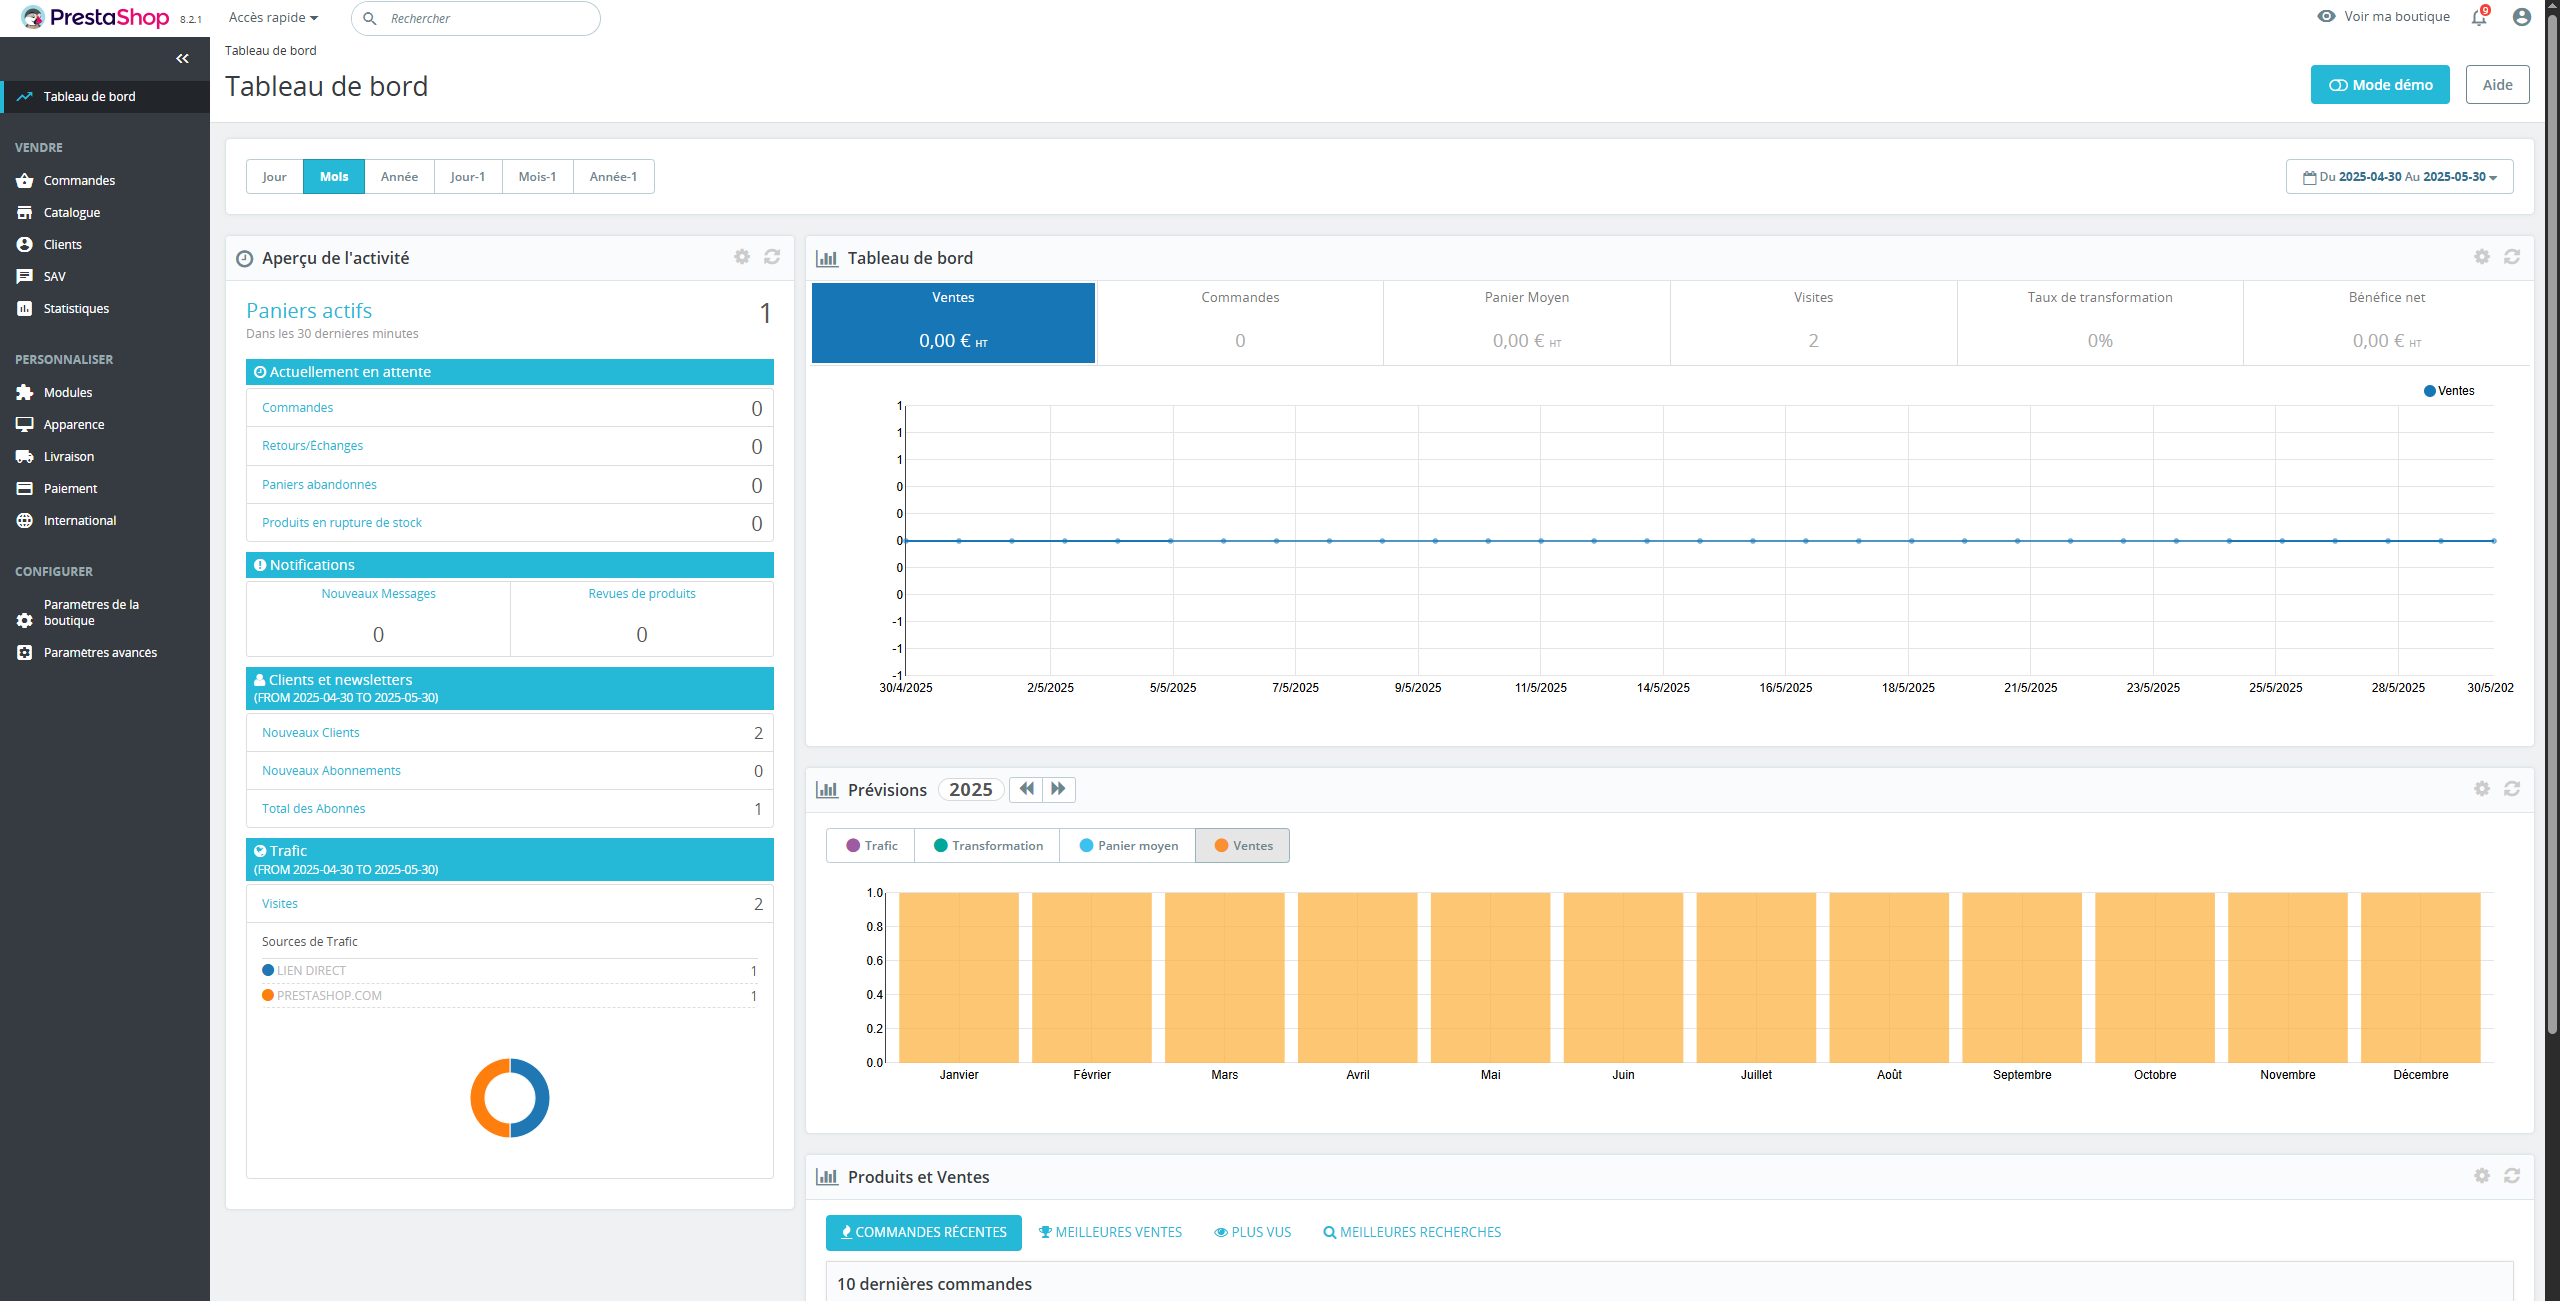 PrestaShop 8.2.1
Accès rapide
Rechercher
Voir ma boutique
9
Tableau de bord
VENDRE
Commandes
Catalogue
Clients
SAV
Statistiques
PERSONNALISER
Modules
Apparence
Livraison
Paiement
International
CONFIGURER
Paramètres de la
boutique
Paramètres avancés
Tableau de bord
Tableau de bord
Mode démo
Aide
Jour Mois Année Jour-1 Mois-1 Année-1
Du 2025-04-30 Au 2025-05-30
Aperçu de l'activité
Paniers actifs 1
Dans les 30 dernières minutes
Actuellement en attente
Commandes 0
Retours/Échanges 0
Paniers abandonnés 0
Produits en rupture de stock 0
Notifications
Nouveaux Messages Revues de produits
0 0
Clients et newsletters
(FROM 2025-04-30 TO 2025-05-30)
Nouveaux Clients 2
Nouveaux Abonnements 0
Total des Abonnés 1
Trafic
(FROM 2025-04-30 TO 2025-05-30)
Visites 2
Sources de Trafic
LIEN DIRECT 1
PRESTASHOP.COM 1
Tableau de bord
Ventes Commandes Panier Moyen Visites Taux de transformation Bénéfice net
0,00 € HT 0 0,00 € HT 2 0% 0,00 € HT
Ventes
1
1
1
0
0
0
0
0
-1
-1
-1
30/4/2025 2/5/2025 5/5/2025 7/5/2025 9/5/2025 11/5/2025 14/5/2025 16/5/2025 18/5/2025 21/5/2025 23/5/2025 25/5/2025 28/5/2025 30/5/202
Prévisions 2025
Trafic Transformation Panier moyen Ventes
1.0
0.8
0.6
0.4
0.2
0.0
Janvier Février Mars Avril Mai Juin Juillet Août Septembre Octobre Novembre Décembre
Produits et Ventes
COMMANDES RÉCENTES MEILLEURES VENTES PLUS VUS MEILLEURES RECHERCHES
10 dernières commandes